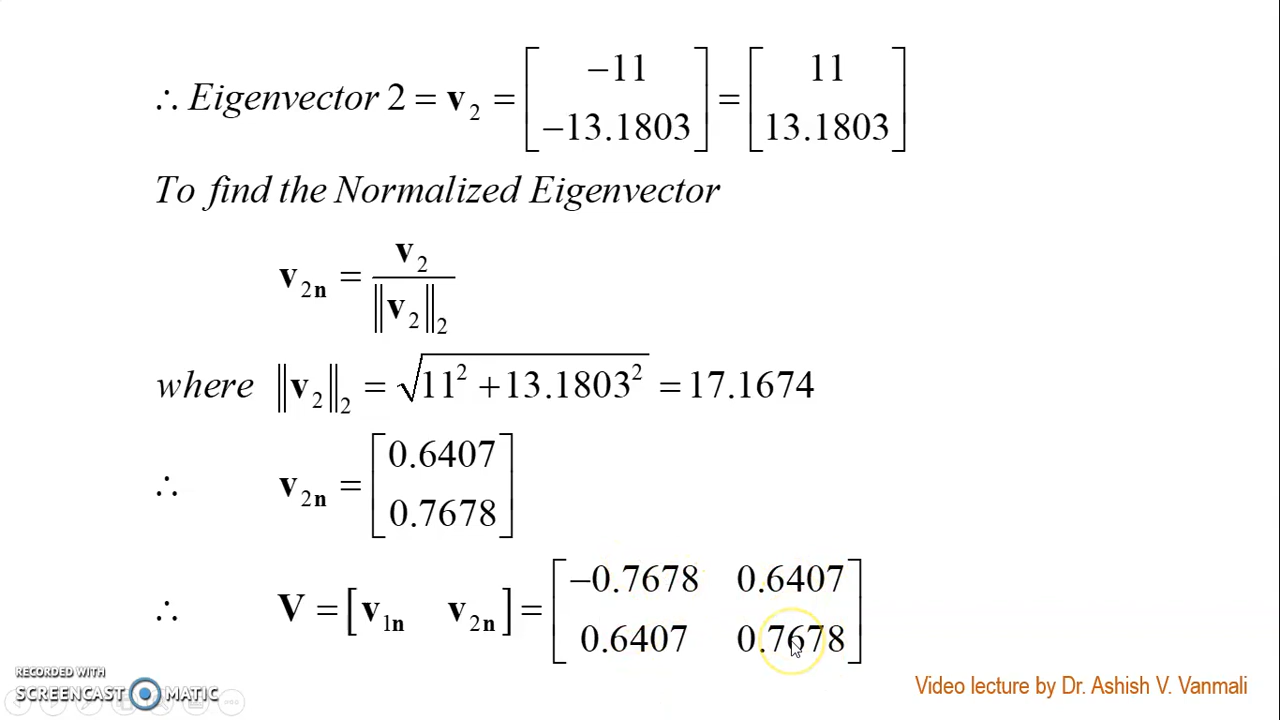 ∴ Eigenvector 2 = v₂ = [−11; −13.1803] = [11; 13.1803]
To find the Normalized Eigenvector
v₂ₙ = v₂ / ‖v₂‖₂
where ‖v₂‖₂ = √(11² + 13.1803²) = 17.1674
∴ v₂ₙ = [0.6407; 0.7678]
∴ V = [v₁ₙ v₂ₙ] = [−0.7678 0.6407; 0.6407 0.7678]
RECORDED WITH
SCREENCAST MATIC
Video lecture by Dr. Ashish V. Vanmali